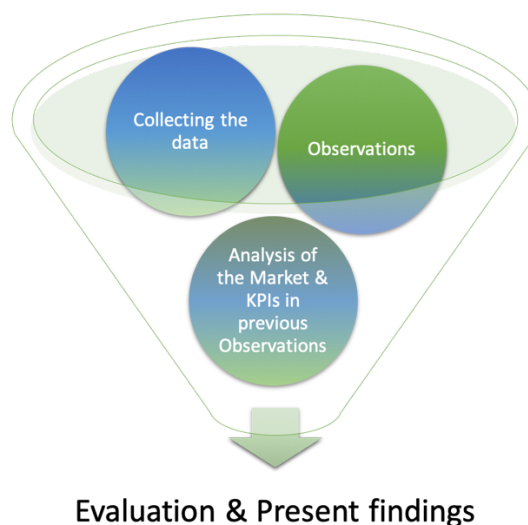 Collecting the
data
Observations
Analysis of
the Market &
KPIs in
previous
Observations
Evaluation & Present findings